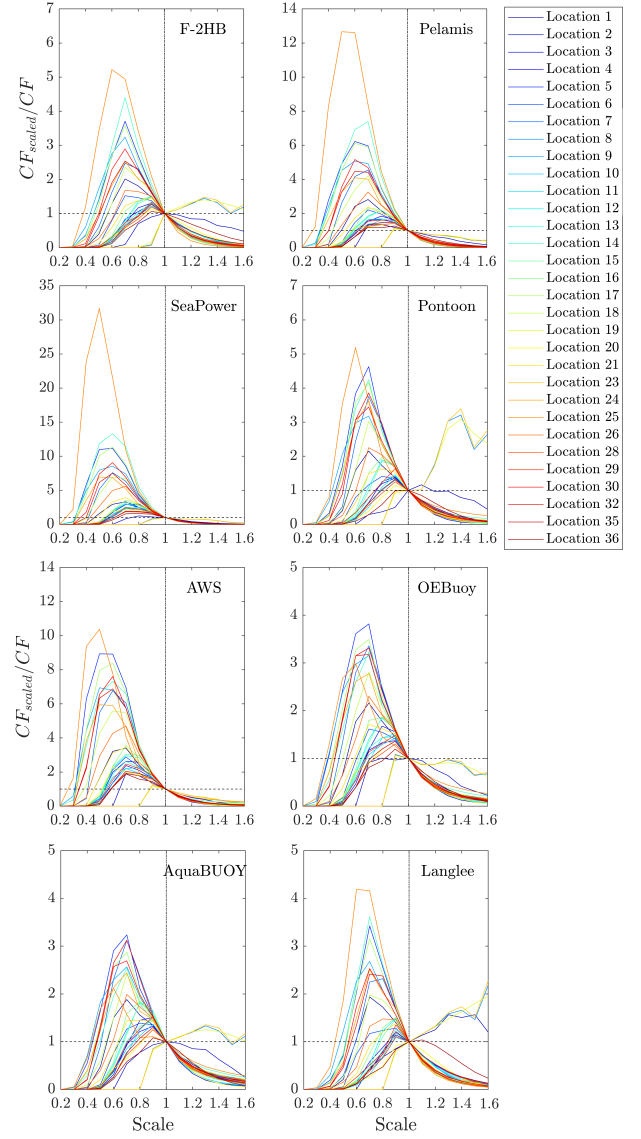 F-2HB
CF_scaled/CF
7
6
5
4
3
2
1
0
0.2 0.4 0.6 0.8 1 1.2 1.4 1.6
Pelamis
14
12
10
8
6
4
2
0
0.2 0.4 0.6 0.8 1 1.2 1.4 1.6
Location 1
Location 2
Location 3
Location 4
Location 5
Location 6
Location 7
Location 8
Location 9
Location 10
Location 11
Location 12
Location 13
Location 14
Location 15
Location 16
Location 17
Location 18
Location 19
Location 20
Location 21
Location 23
Location 24
Location 25
Location 26
Location 28
Location 29
Location 30
Location 32
Location 35
Location 36
SeaPower
35
30
25
20
15
10
5
0
0.2 0.4 0.6 0.8 1 1.2 1.4 1.6
Pontoon
7
6
5
4
3
2
1
0
0.2 0.4 0.6 0.8 1 1.2 1.4 1.6
AWS
CF_scaled/CF
14
12
10
8
6
4
2
0
0.2 0.4 0.6 0.8 1 1.2 1.4 1.6
OEBuoy
5
4
3
2
1
0
0.2 0.4 0.6 0.8 1 1.2 1.4 1.6
AquaBUOY
5
4
3
2
1
0
0.2 0.4 0.6 0.8 1 1.2 1.4 1.6
Scale
Langlee
5
4
3
2
1
0
0.2 0.4 0.6 0.8 1 1.2 1.4 1.6
Scale